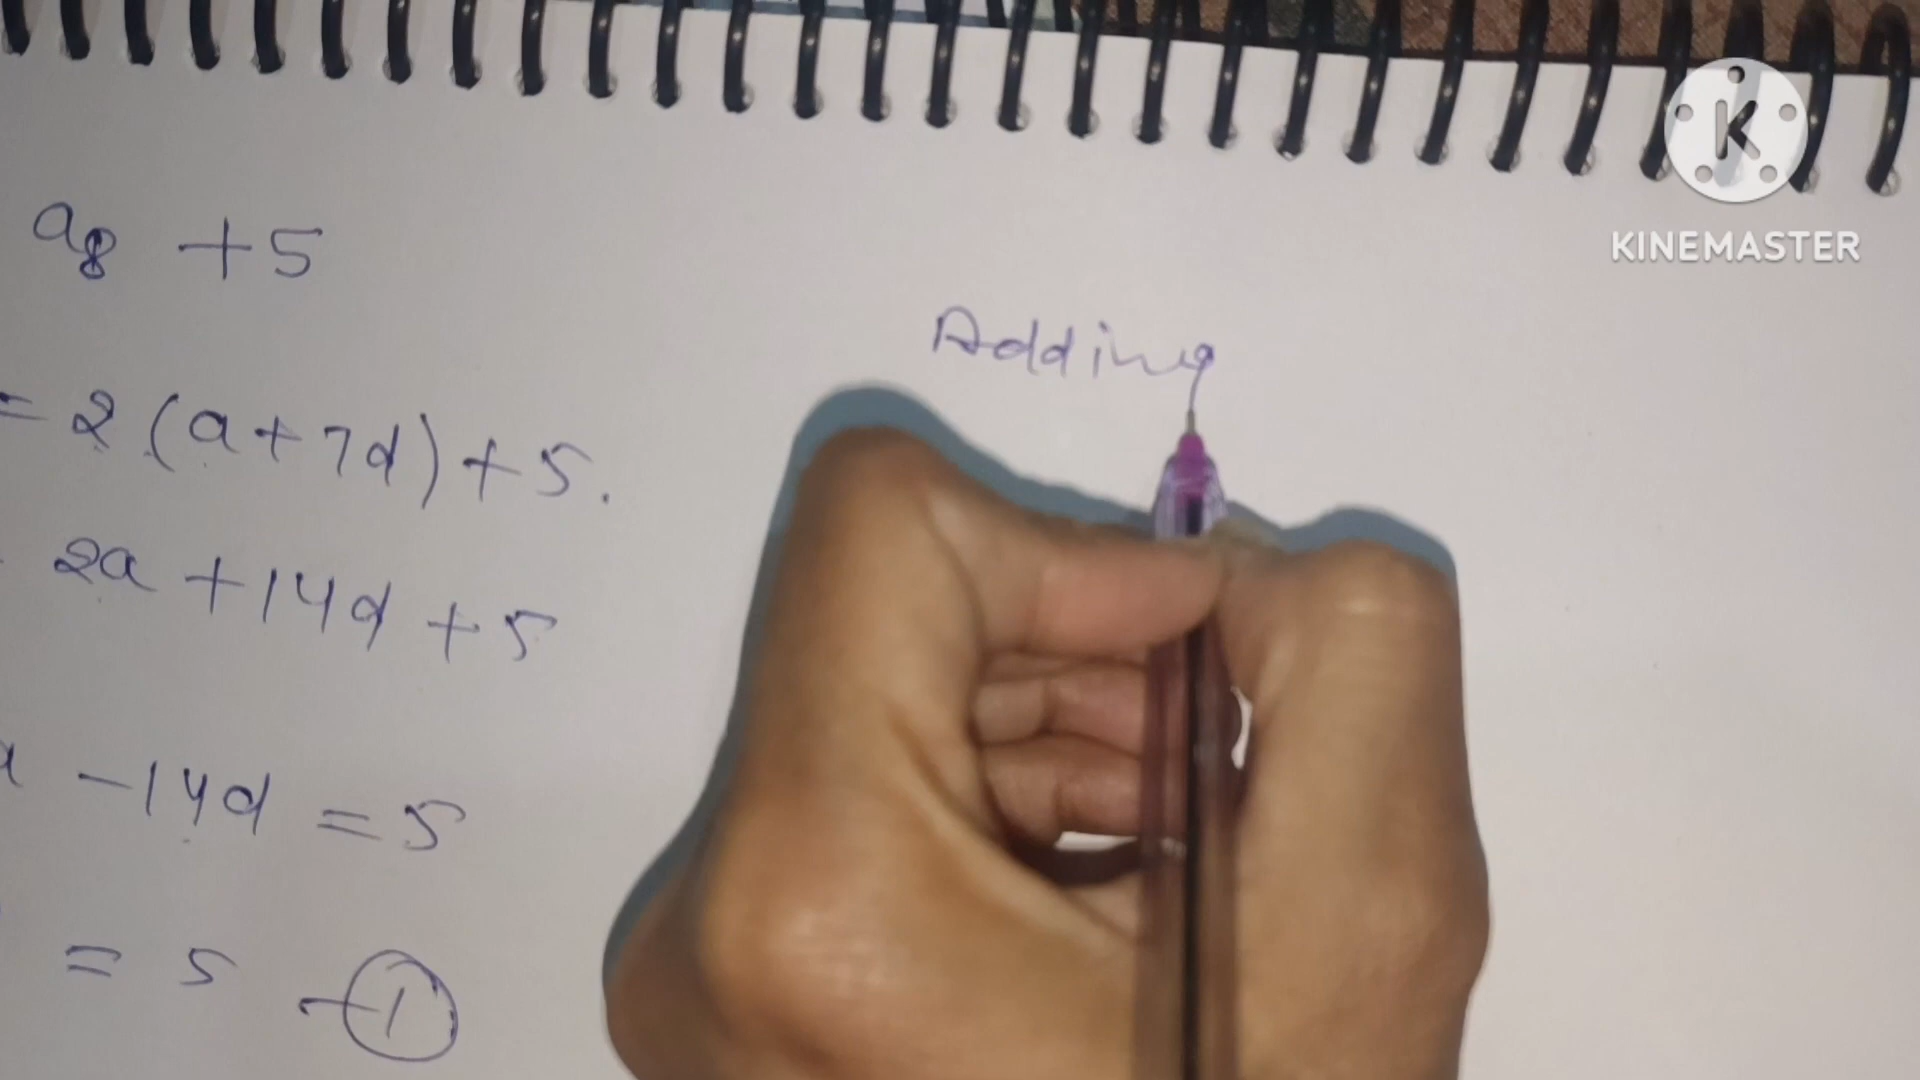 a8 + 5
= 2 (a + 7d) + 5.
2a + 14d + 5
- 14d = 5
= 5 - 1
Adding
K
KINEMASTER